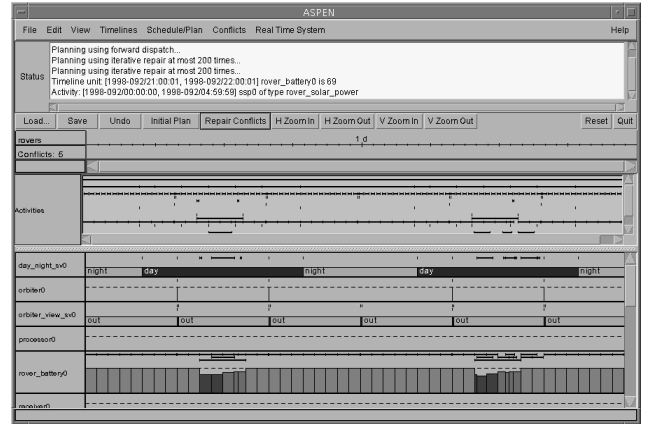 ASPEN
File Edit View Timelines Schedule/Plan Conflicts Real Time System Help
Planning using forward dispatch...
Planning using iterative repair at most 200 times...
Planning using iterative repair at most 200 times...
Status
Timeline unit: [1998-092/21:00:01, 1998-092/22:00:01] rover_battery0 is 69
Activity: [1998-092/00:00:00, 1998-092/04:59:59] ssp0 of type rover_solar_power
Load... Save Undo Initial Plan Repair Conflicts H Zoom In H Zoom Out V Zoom In V Zoom Out Reset Quit
rovers
1 d
Conflicts: 5
Activities
day_night_sv0
night day night day night
orbiter0
orbiter_view_sv0
out out out out out out
processor0
rover_battery0
receiver0